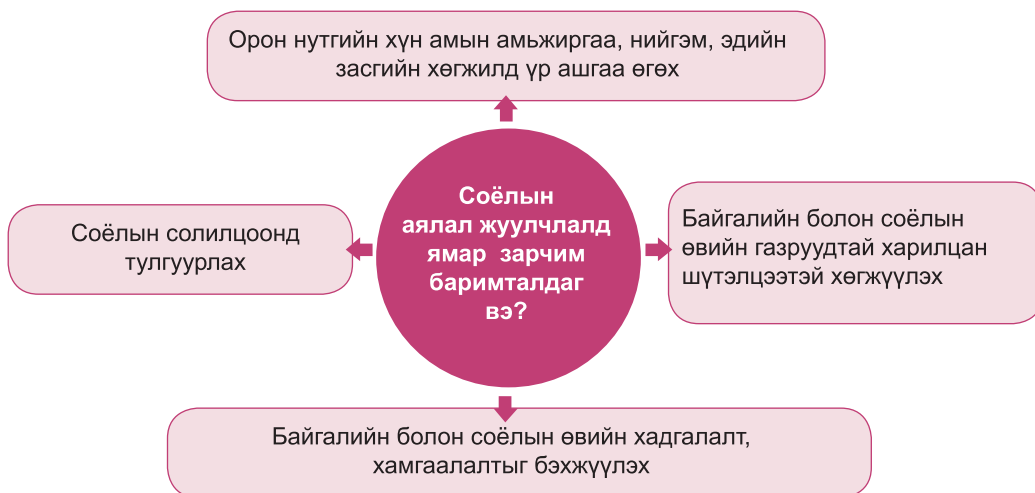 Орон нутгийн хүн амын амьжиргаа, нийгэм, эдийн
засгийн хөгжилд үр ашгаа өгөх
Соёлын солилцоонд
тулгуурлах
Соёлын
аялал жуулчлалд
ямар зарчим
баримталдаг
вэ?
Байгалийн болон соёлын
өвийн газруудтай харилцан
шүтэлцээтэй хөгжүүлэх
Байгалийн болон соёлын өвийн хадгалалт,
хамгаалалтыг бэхжүүлэх